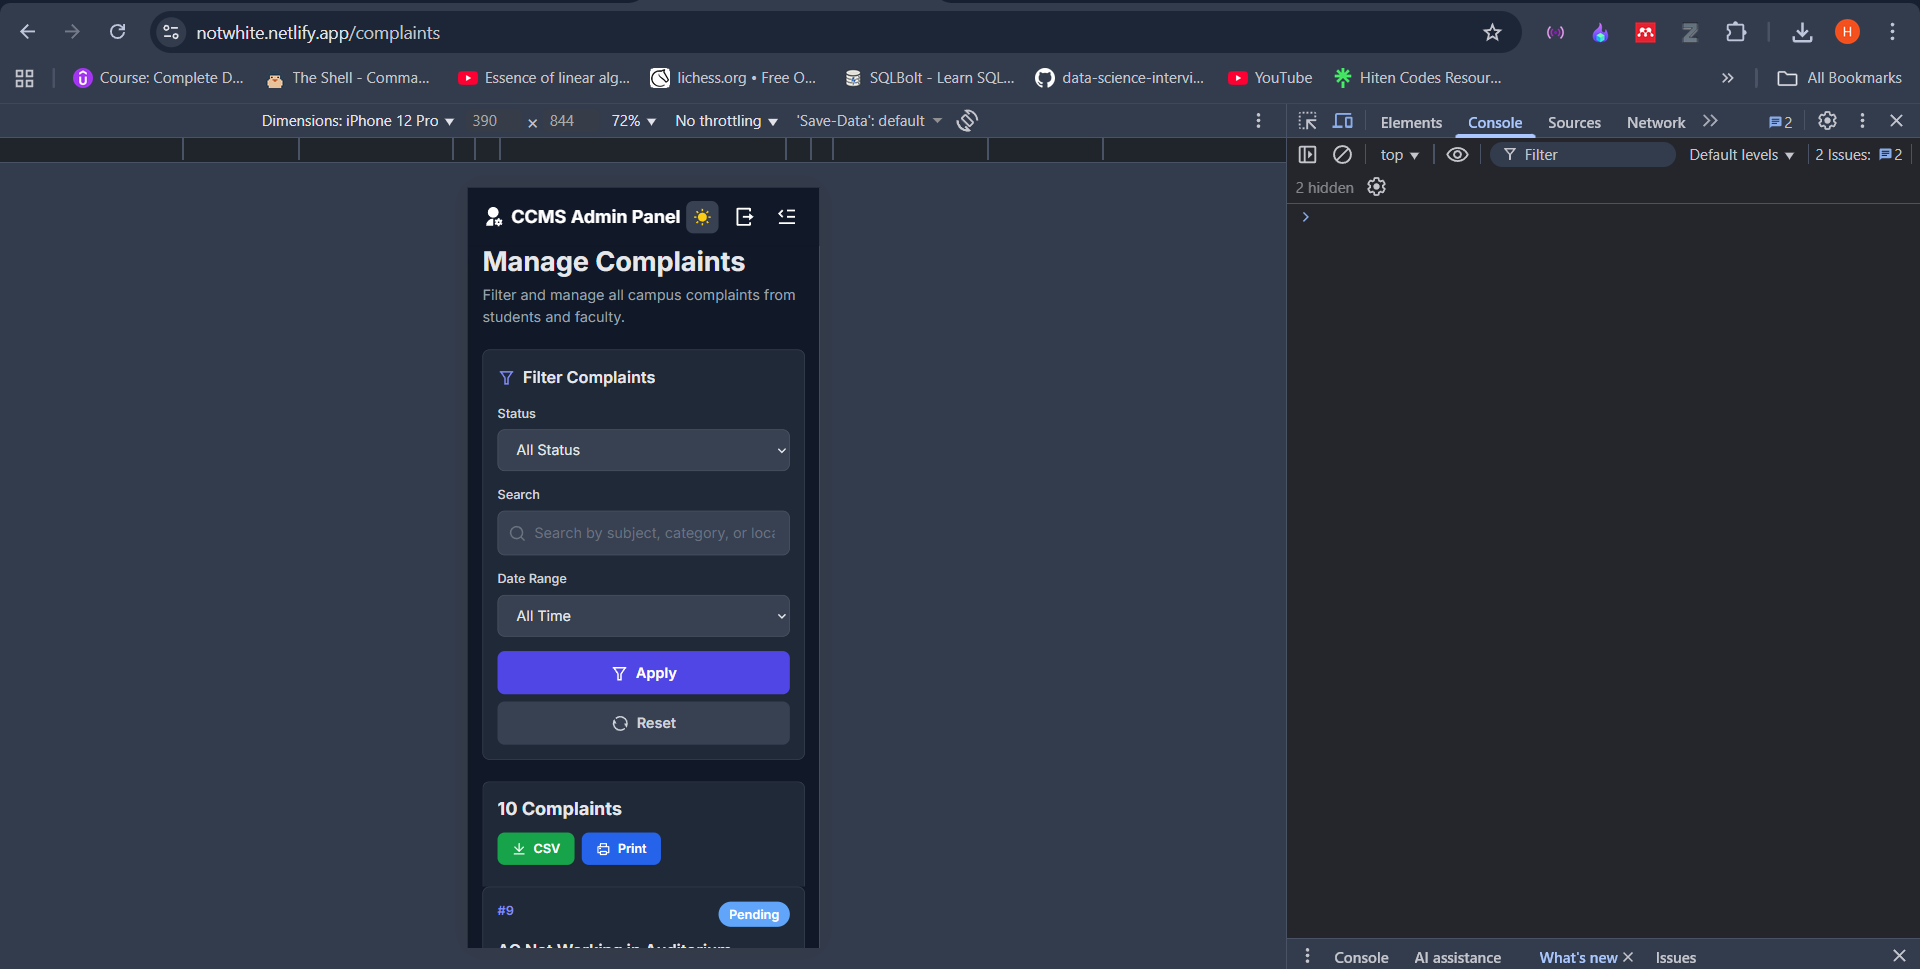 notwhite.netlify.app/complaints
H
Course: Complete D...
The Shell - Comma...
Essence of linear alg...
lichess.org • Free O...
SQLBolt - Learn SQL...
data-science-intervi...
YouTube
Hiten Codes Resour...
All Bookmarks
Dimensions: iPhone 12 Pro 390 × 844 72% No throttling 'Save-Data': default
Elements Console Sources Network 2
top Filter Default levels 2 Issues: 2
2 hidden
CCMS Admin Panel
Manage Complaints
Filter and manage all campus complaints from
students and faculty.
Filter Complaints
Status
All Status
Search
Search by subject, category, or loca
Date Range
All Time
Apply
Reset
10 Complaints
CSV Print
#9 Pending
AC Not Working in Auditorium
Console AI assistance What's new Issues